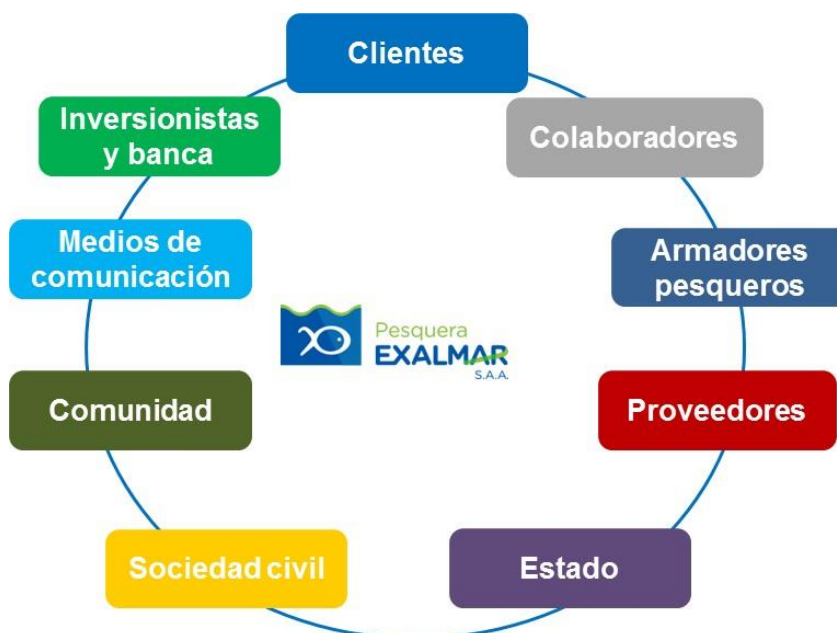 Clientes
Colaboradores
Armadores
pesqueros
Proveedores
Estado
Sociedad civil
Comunidad
Medios de
comunicación
Inversionistas
y banca
Pesquera
EXALMAR
S.A.A.